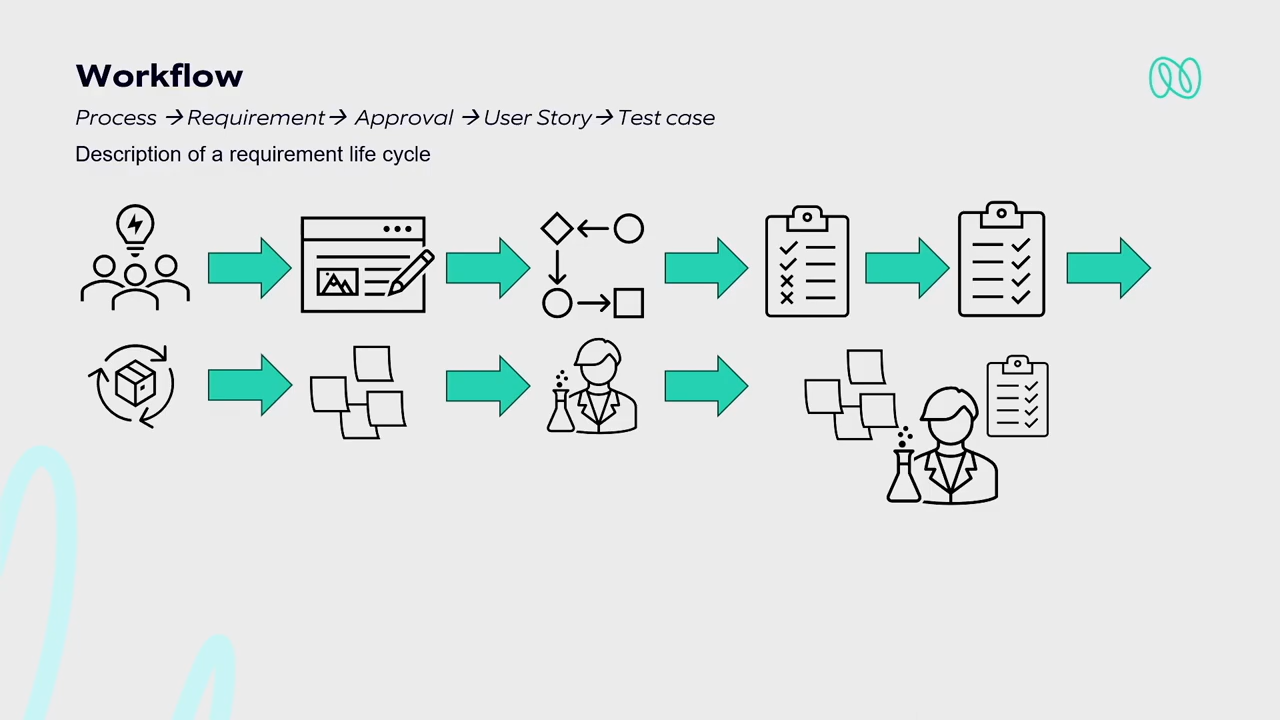 Workflow
Process → Requirement → Approval → User Story → Test case
Description of a requirement life cycle